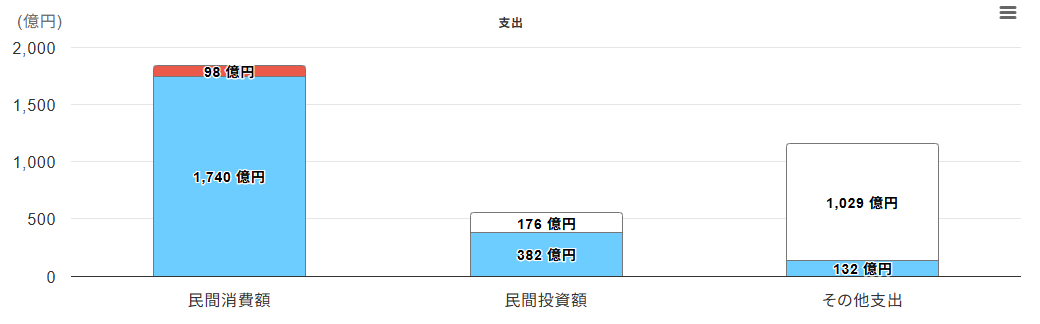 (億円)
支出
2,000
98 億円
1,500
1,740 億円
1,000
1,029 億円
500
176 億円
382 億円
132 億円
0
民間消費額
民間投資額
その他支出